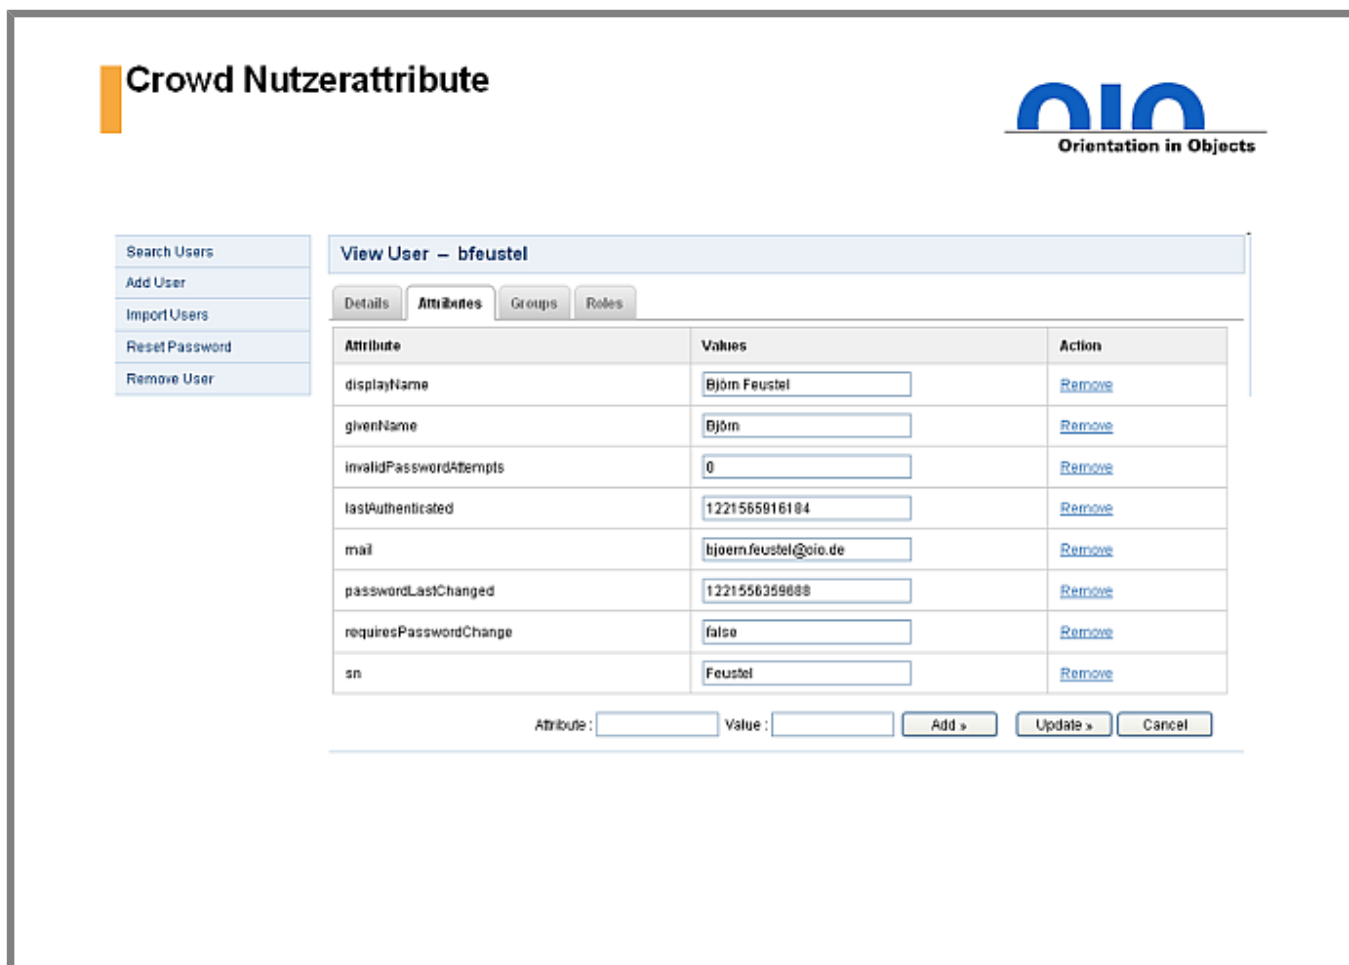 Crowd Nutzerattribute
OIO
Orientation in Objects
Search Users
Add User
Import Users
Reset Password
Remove User
View User – bfeustel
Details Attributes Groups Roles
Attribute Values Action
displayName Björn Feustel Remove
givenName Björn Remove
invalidPasswordAttempts 0 Remove
lastAuthenticated 1221565916184 Remove
mail bjoern.feustel@oio.de Remove
passwordLastChanged 1221556359688 Remove
requiresPasswordChange false Remove
sn Feustel Remove
Attribute : Value : Add » Update » Cancel